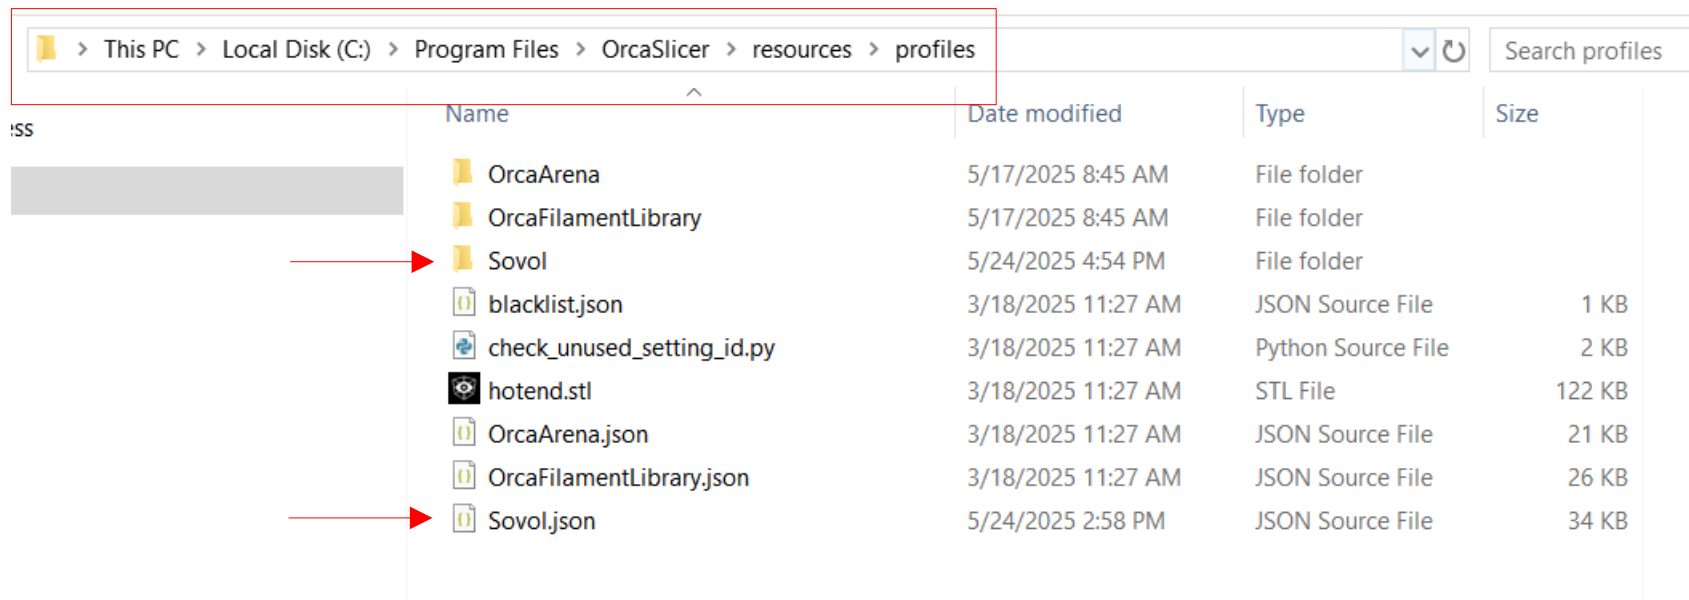 This PC > Local Disk (C:) > Program Files > OrcaSlicer > resources > profiles Search profiles
ess
Name Date modified Type Size
OrcaArena 5/17/2025 8:45 AM File folder
OrcaFilamentLibrary 5/17/2025 8:45 AM File folder
Sovol 5/24/2025 4:54 PM File folder
blacklist.json 3/18/2025 11:27 AM JSON Source File 1 KB
check_unused_setting_id.py 3/18/2025 11:27 AM Python Source File 2 KB
hotend.stl 3/18/2025 11:27 AM STL File 122 KB
OrcaArena.json 3/18/2025 11:27 AM JSON Source File 21 KB
OrcaFilamentLibrary.json 3/18/2025 11:27 AM JSON Source File 26 KB
Sovol.json 5/24/2025 2:58 PM JSON Source File 34 KB